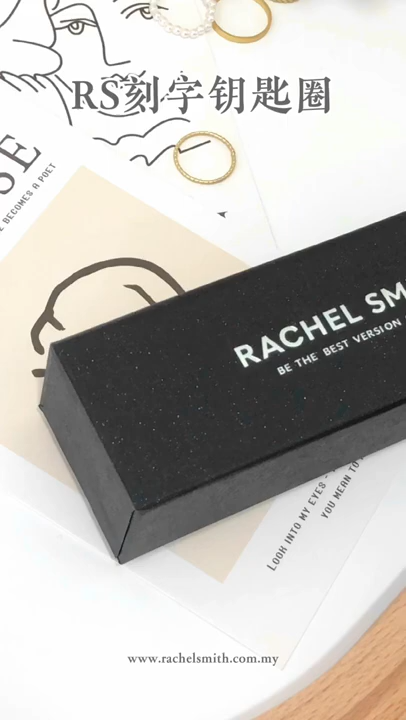 RS刻字钥匙圈
SE
E BECOMES A POET
RACHEL SM
BE THE BEST VERSION
LOOK INTO MY EYES -
YOU MEAN TO
www.rachelsmith.com.my